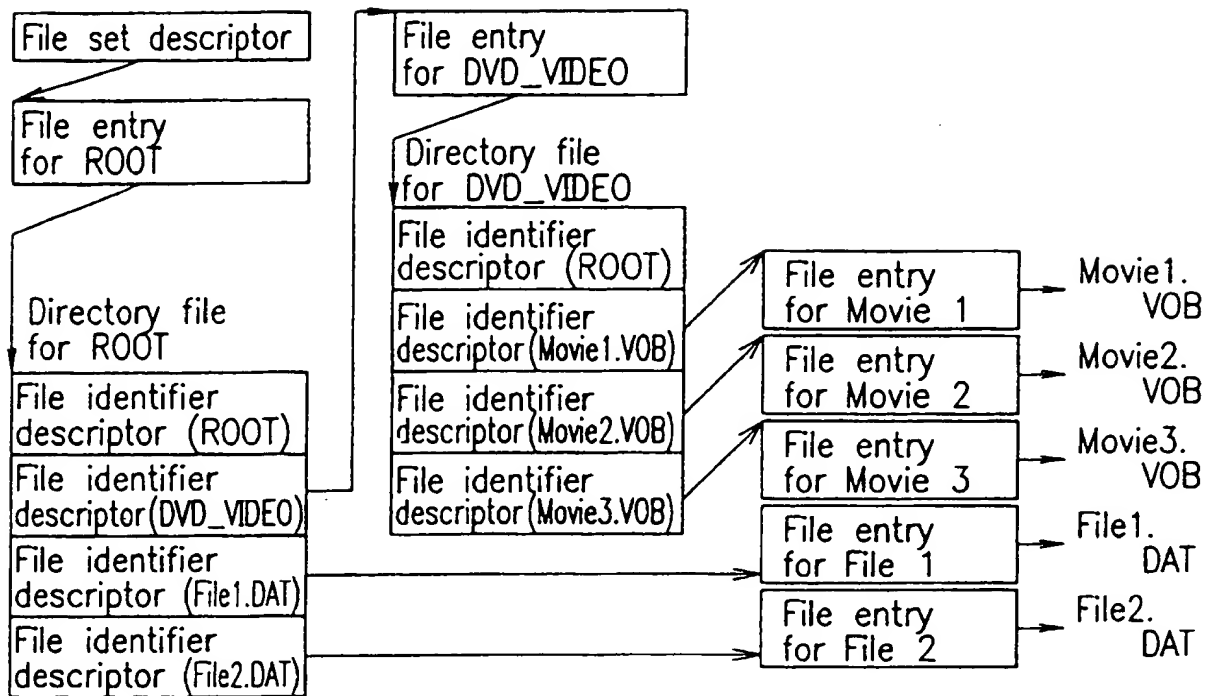 File set descriptor
File entry
for ROOT
Directory file
for ROOT
File identifier
descriptor (ROOT)
File identifier
descriptor(DVD_VIDEO)
File identifier
descriptor (File1.DAT)
File identifier
descriptor (File2.DAT)
File entry
for DVD_VIDEO
Directory file
for DVD_VIDEO
File identifier
descriptor (ROOT)
File identifier
descriptor(Movie1.VOB)
File identifier
descriptor(Movie2.VOB)
File identifier
descriptor(Movie3.VOB)
File entry
for Movie 1
File entry
for Movie 2
File entry
for Movie 3
File entry
for File 1
File entry
for File 2
Movie1.
VOB
Movie2.
VOB
Movie3.
VOB
File1.
DAT
File2.
DAT